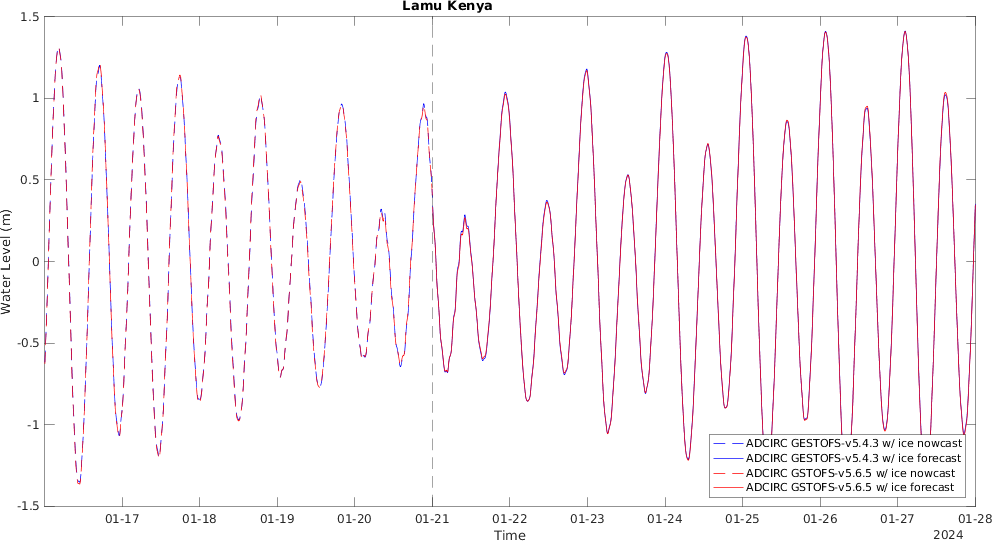 Lamu Kenya
1.5
1
0.5
0
-0.5
-1
-1.5
Water Level (m)
01-17 01-18 01-19 01-20 01-21 01-22 01-23 01-24 01-25 01-26 01-27 01-28
Time
2024
ADCIRC GESTOFS-v5.4.3 w/ ice nowcast
ADCIRC GESTOFS-v5.4.3 w/ ice forecast
ADCIRC GSTOFS-v5.6.5 w/ ice nowcast
ADCIRC GSTOFS-v5.6.5 w/ ice forecast